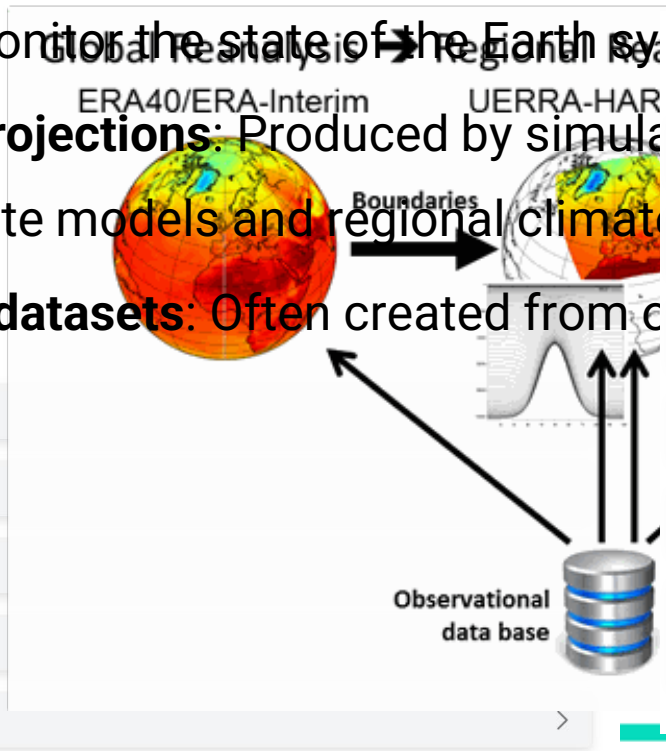 onitor the state of the Earth sy
Global Reanalysis → Regional Rea
ERA40/ERA-Interim UERRA-HAR
rojections: Produced by simula
Boundaries
te models and regional climate
datasets: Often created from o
Observational
data base